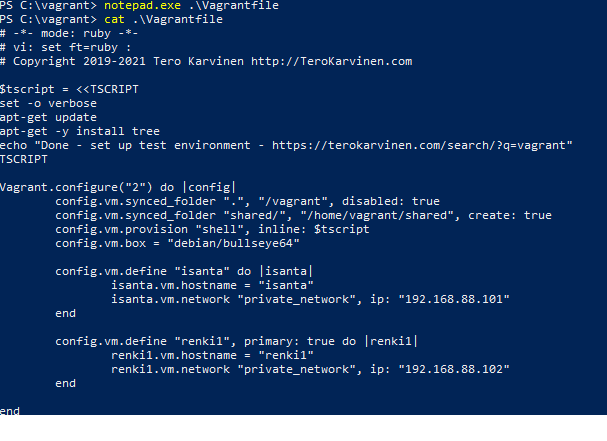 PS C:\vagrant> notepad.exe .\Vagrantfile
PS C:\vagrant> cat .\Vagrantfile
# -*- mode: ruby -*-
# vi: set ft=ruby :
# Copyright 2019-2021 Tero Karvinen http://TeroKarvinen.com

$tscript = <<TSCRIPT
set -o verbose
apt-get update
apt-get -y install tree
echo "Done - set up test environment - https://terokarvinen.com/search/?q=vagrant"
TSCRIPT

Vagrant.configure("2") do |config|
        config.vm.synced_folder ".", "/vagrant", disabled: true
        config.vm.synced_folder "shared/", "/home/vagrant/shared", create: true
        config.vm.provision "shell", inline: $tscript
        config.vm.box = "debian/bullseye64"

        config.vm.define "isanta" do |isanta|
                isanta.vm.hostname = "isanta"
                isanta.vm.network "private_network", ip: "192.168.88.101"
        end

        config.vm.define "renki1", primary: true do |renki1|
                renki1.vm.hostname = "renki1"
                renki1.vm.network "private_network", ip: "192.168.88.102"
        end

end